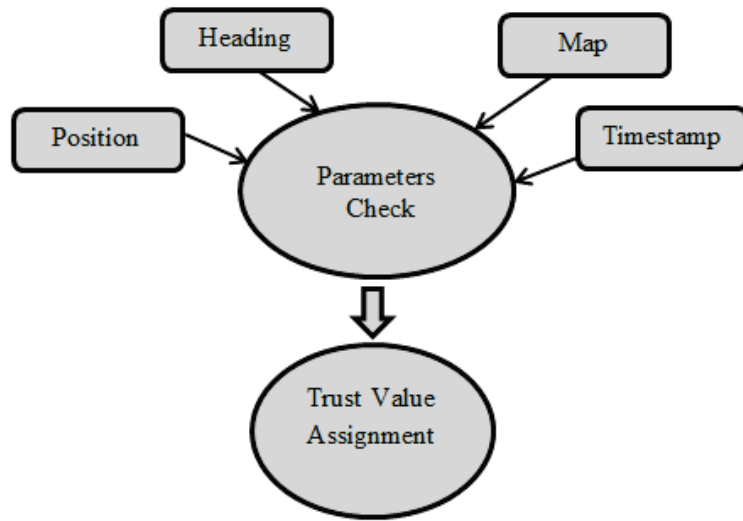 Heading
Map
Position
Timestamp
Parameters
Check
Trust Value
Assignment